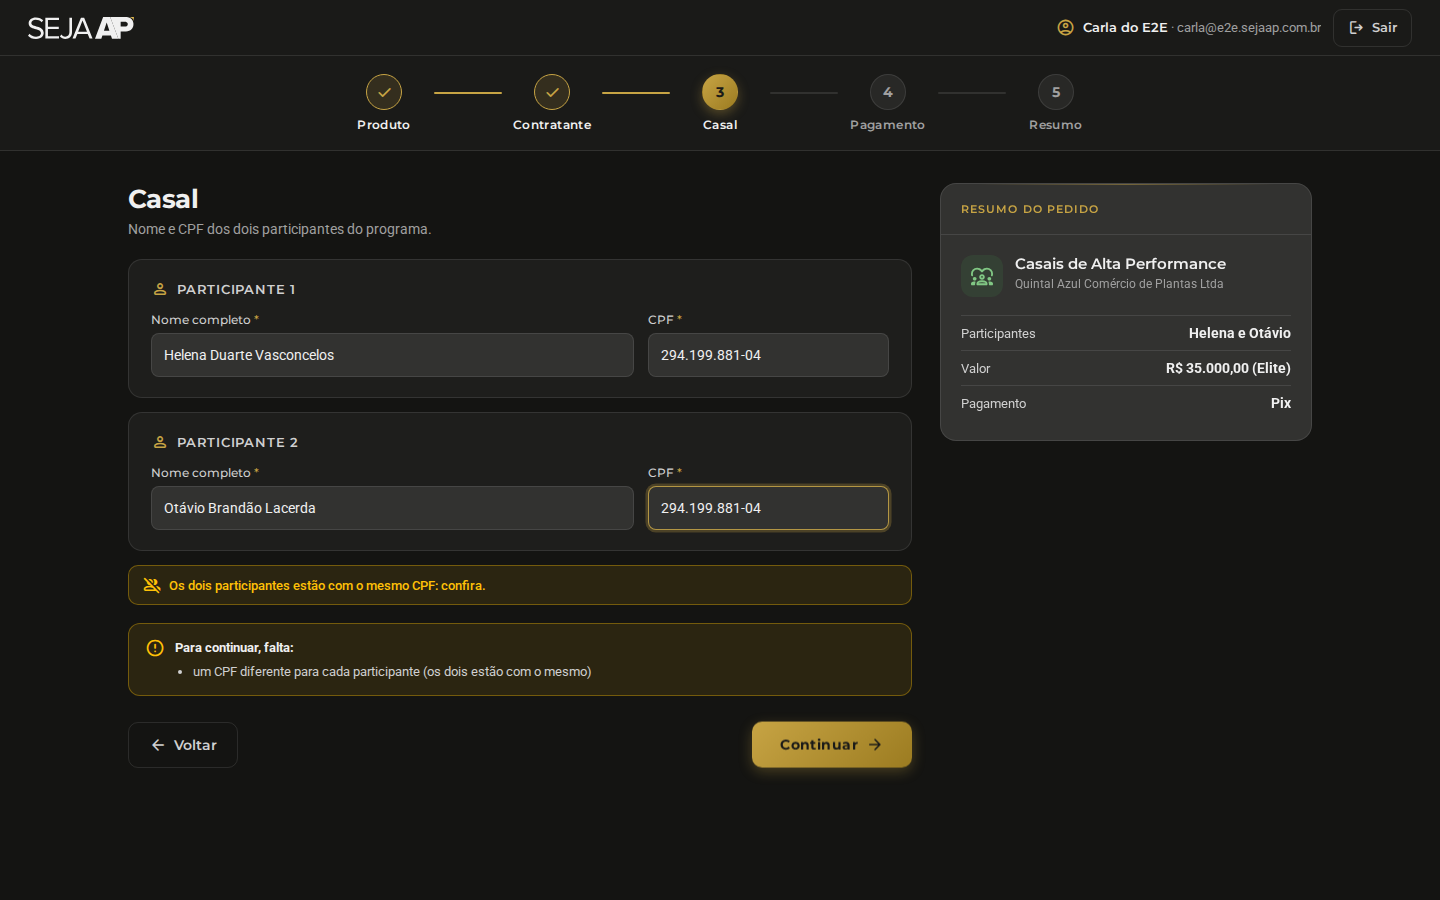 SEJA AP
Carla do E2E · carla@e2e.sejaap.com.br
Sair
Produto
Contratante
3
Casal
4
Pagamento
5
Resumo
Casal
Nome e CPF dos dois participantes do programa.
PARTICIPANTE 1
Nome completo *
CPF *
Helena Duarte Vasconcelos
294.199.881-04
PARTICIPANTE 2
Nome completo *
CPF *
Otávio Brandão Lacerda
294.199.881-04
Os dois participantes estão com o mesmo CPF: confira.
Para continuar, falta:
• um CPF diferente para cada participante (os dois estão com o mesmo)
Voltar
Continuar
RESUMO DO PEDIDO
Casais de Alta Performance
Quintal Azul Comércio de Plantas Ltda
Participantes Helena e Otávio
Valor R$ 35.000,00 (Elite)
Pagamento Pix